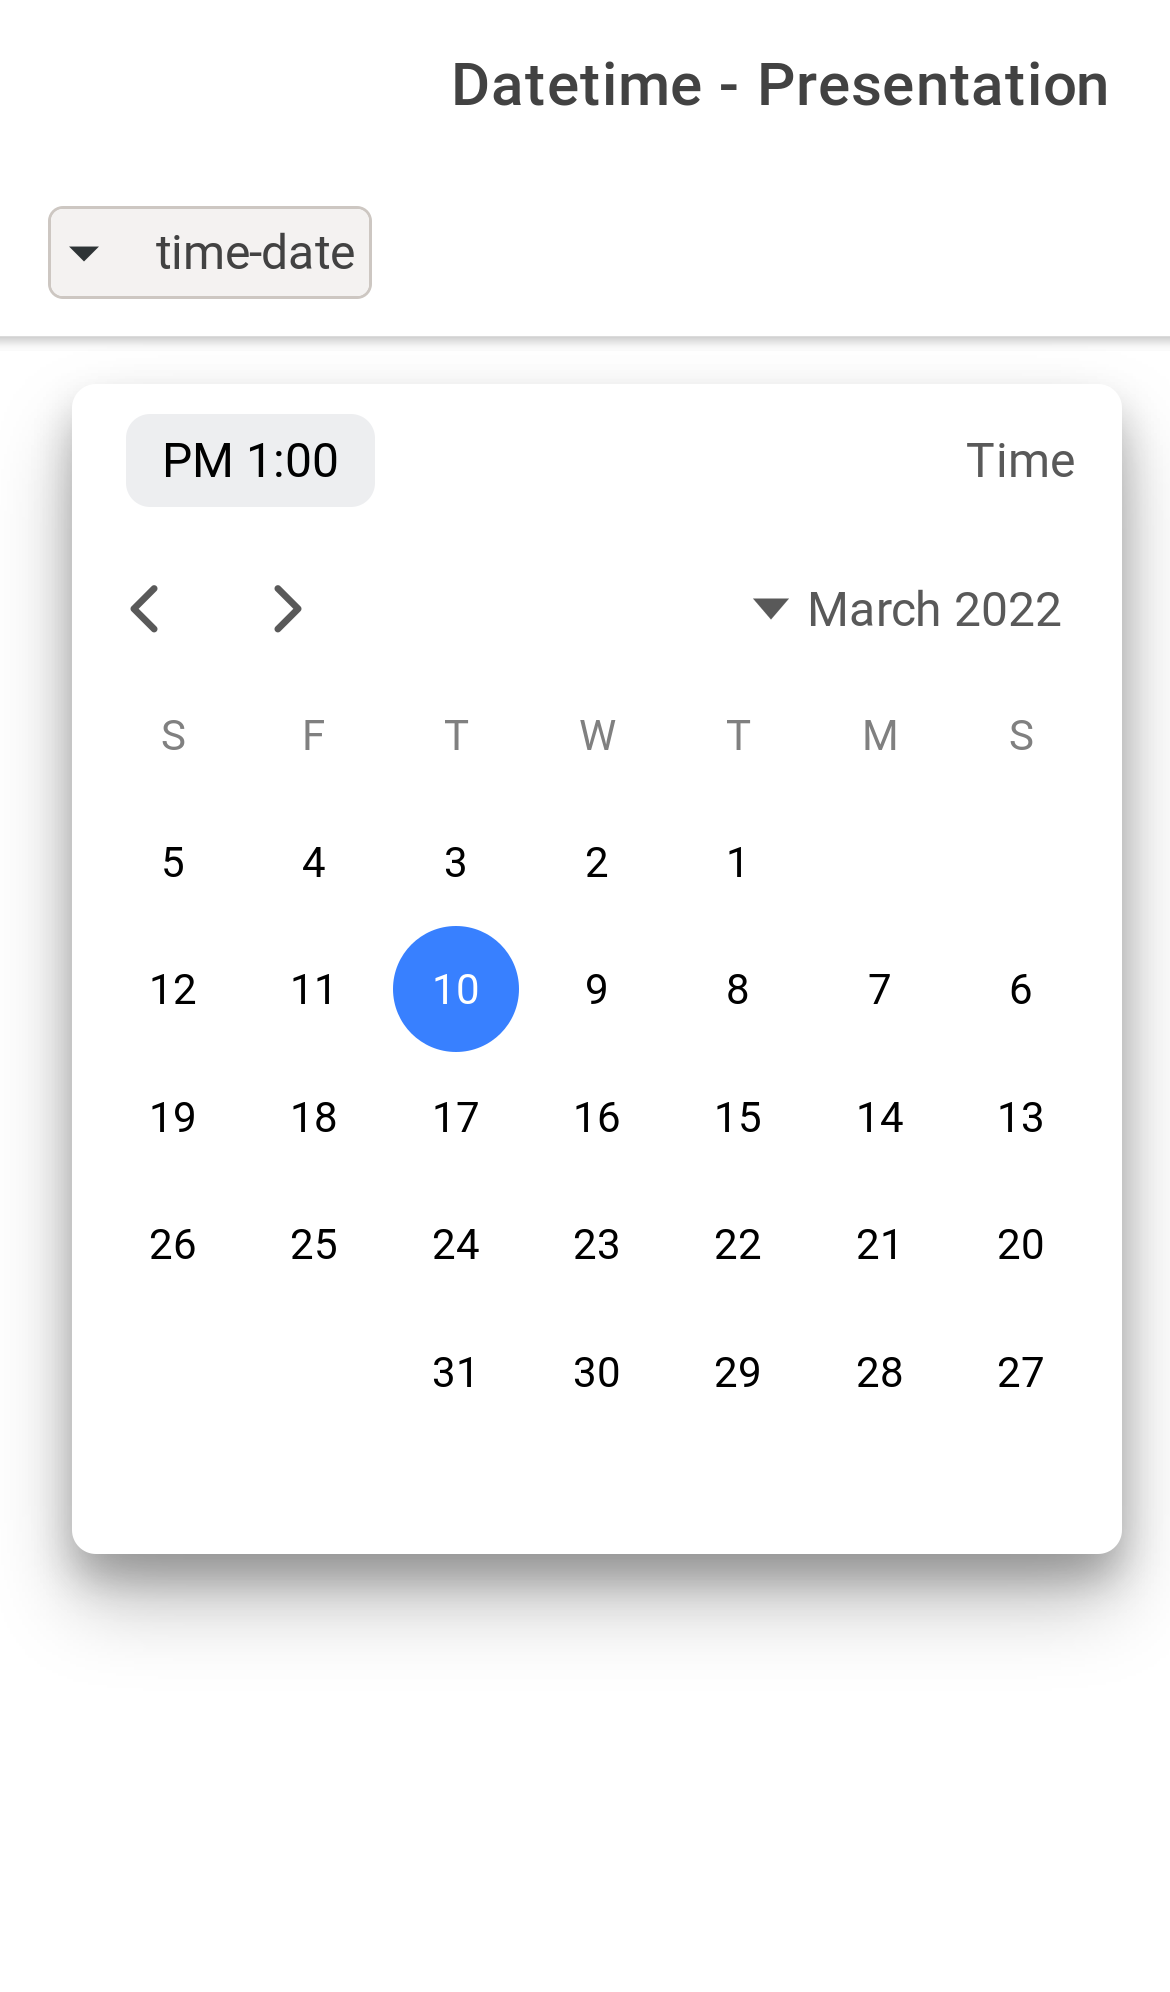 Datetime - Presentation
time-date
PM 1:00 Time
March 2022
S F T W T M S
5 4 3 2 1
12 11 10 9 8 7 6
19 18 17 16 15 14 13
26 25 24 23 22 21 20
31 30 29 28 27